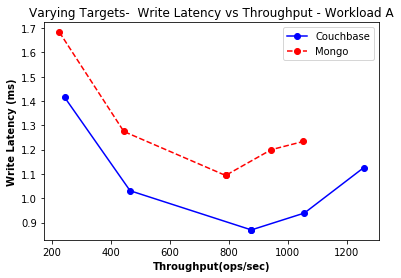 Varying Targets-  Write Latency vs Throughput - Workload A
1.7
1.6
1.5
1.4
1.3
1.2
1.1
1.0
0.9
Write Latency (ms)
Couchbase
Mongo
200 400 600 800 1000 1200
Throughput(ops/sec)